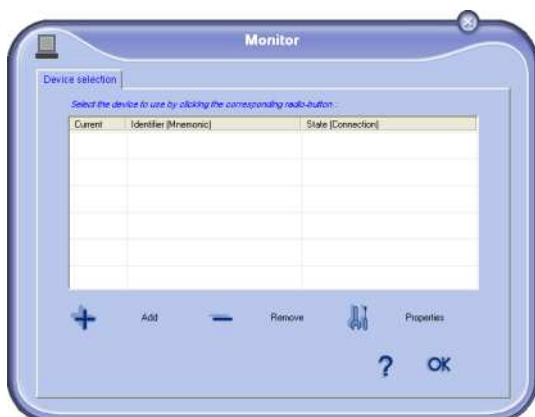 Monitor
Device selection
Select the device to use by clicking the corresponding radio-button :
Current Identifier (Mnemonic) State (Connection)
Add Remove Properties
? OK